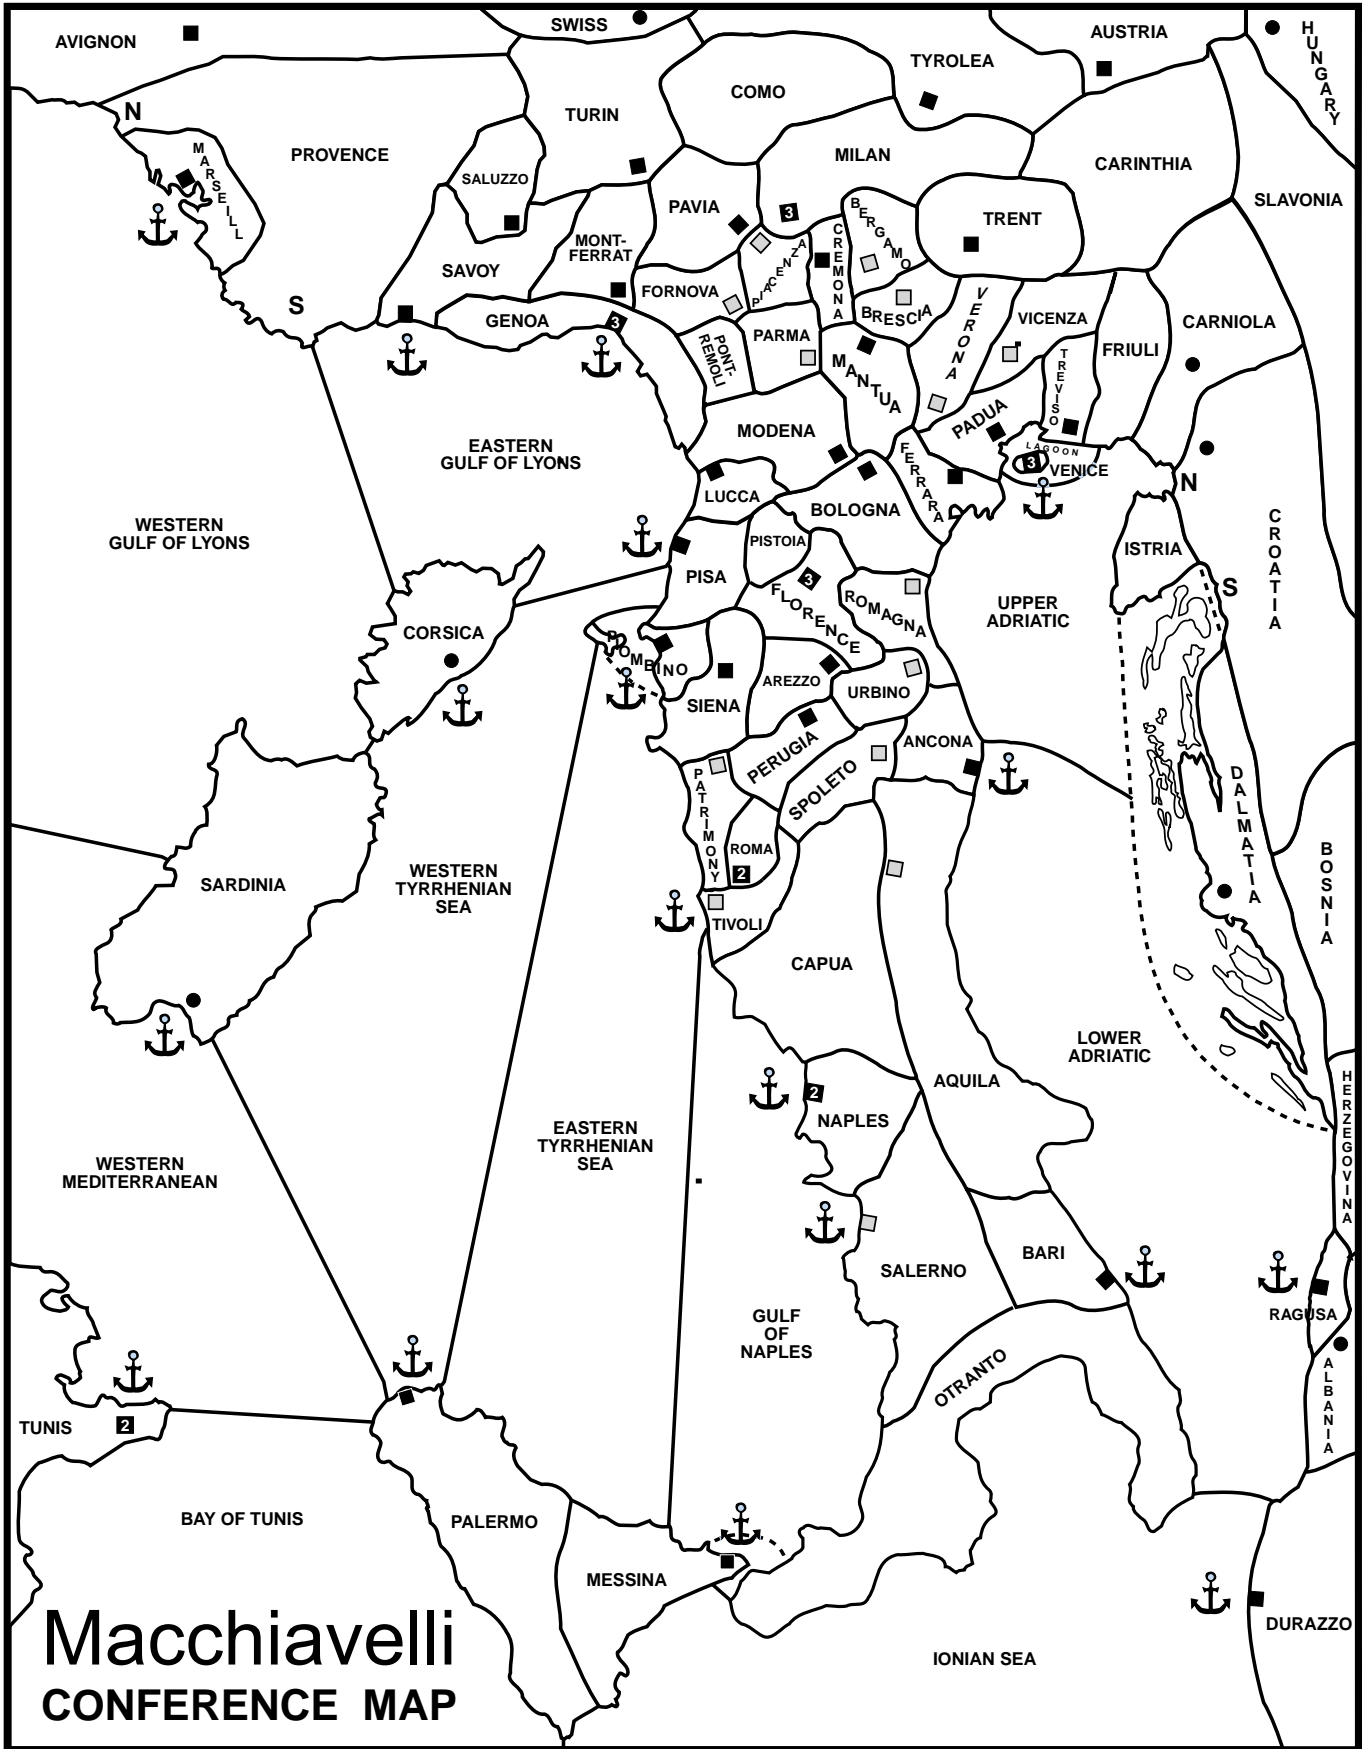 SWISS
AVIGNON
AUSTRIA
HUNGARY
TYROLEA
COMO
N
TURIN
MARSEILL
PROVENCE
MILAN
CARINTHIA
SALUZZO
SLAVONIA
PAVIA
3
BERGAMO
TRENT
CREMONA
MONT-
FERRAT
PIACENZA
SAVOY
FORNOVA
S
GENOA
3
BRESCIA
VERONA
VICENZA
CARNIOLA
PARMA
PONT-
REMOLI
MANTUA
TREVISO
FRIULI
PADUA
MODENA
EASTERN
GULF OF LYONS
FERRARA
LAGOON
3
VENICE
N
LUCCA
BOLOGNA
WESTERN
GULF OF LYONS
PISTOIA
ISTRIA
CROATIA
PISA
3
FLORENCE
ROMAGNA
S
UPPER
ADRIATIC
CORSICA
PIOMBINO
SIENA
AREZZO
URBINO
PERUGIA
ANCONA
SPOLETO
PATRIMONY
DALMATIA
ROMA
2
BOSNIA
SARDINIA
WESTERN
TYRRHENIAN
SEA
TIVOLI
CAPUA
LOWER
ADRIATIC
AQUILA
2
NAPLES
HERZEGOVINA
EASTERN
TYRRHENIAN
SEA
WESTERN
MEDITERRANEAN
BARI
SALERNO
RAGUSA
GULF
OF
NAPLES
OTRANTO
ALBANIA
TUNIS
2
BAY OF TUNIS
PALERMO
MESSINA
DURAZZO
IONIAN SEA
Macchiavelli
CONFERENCE MAP